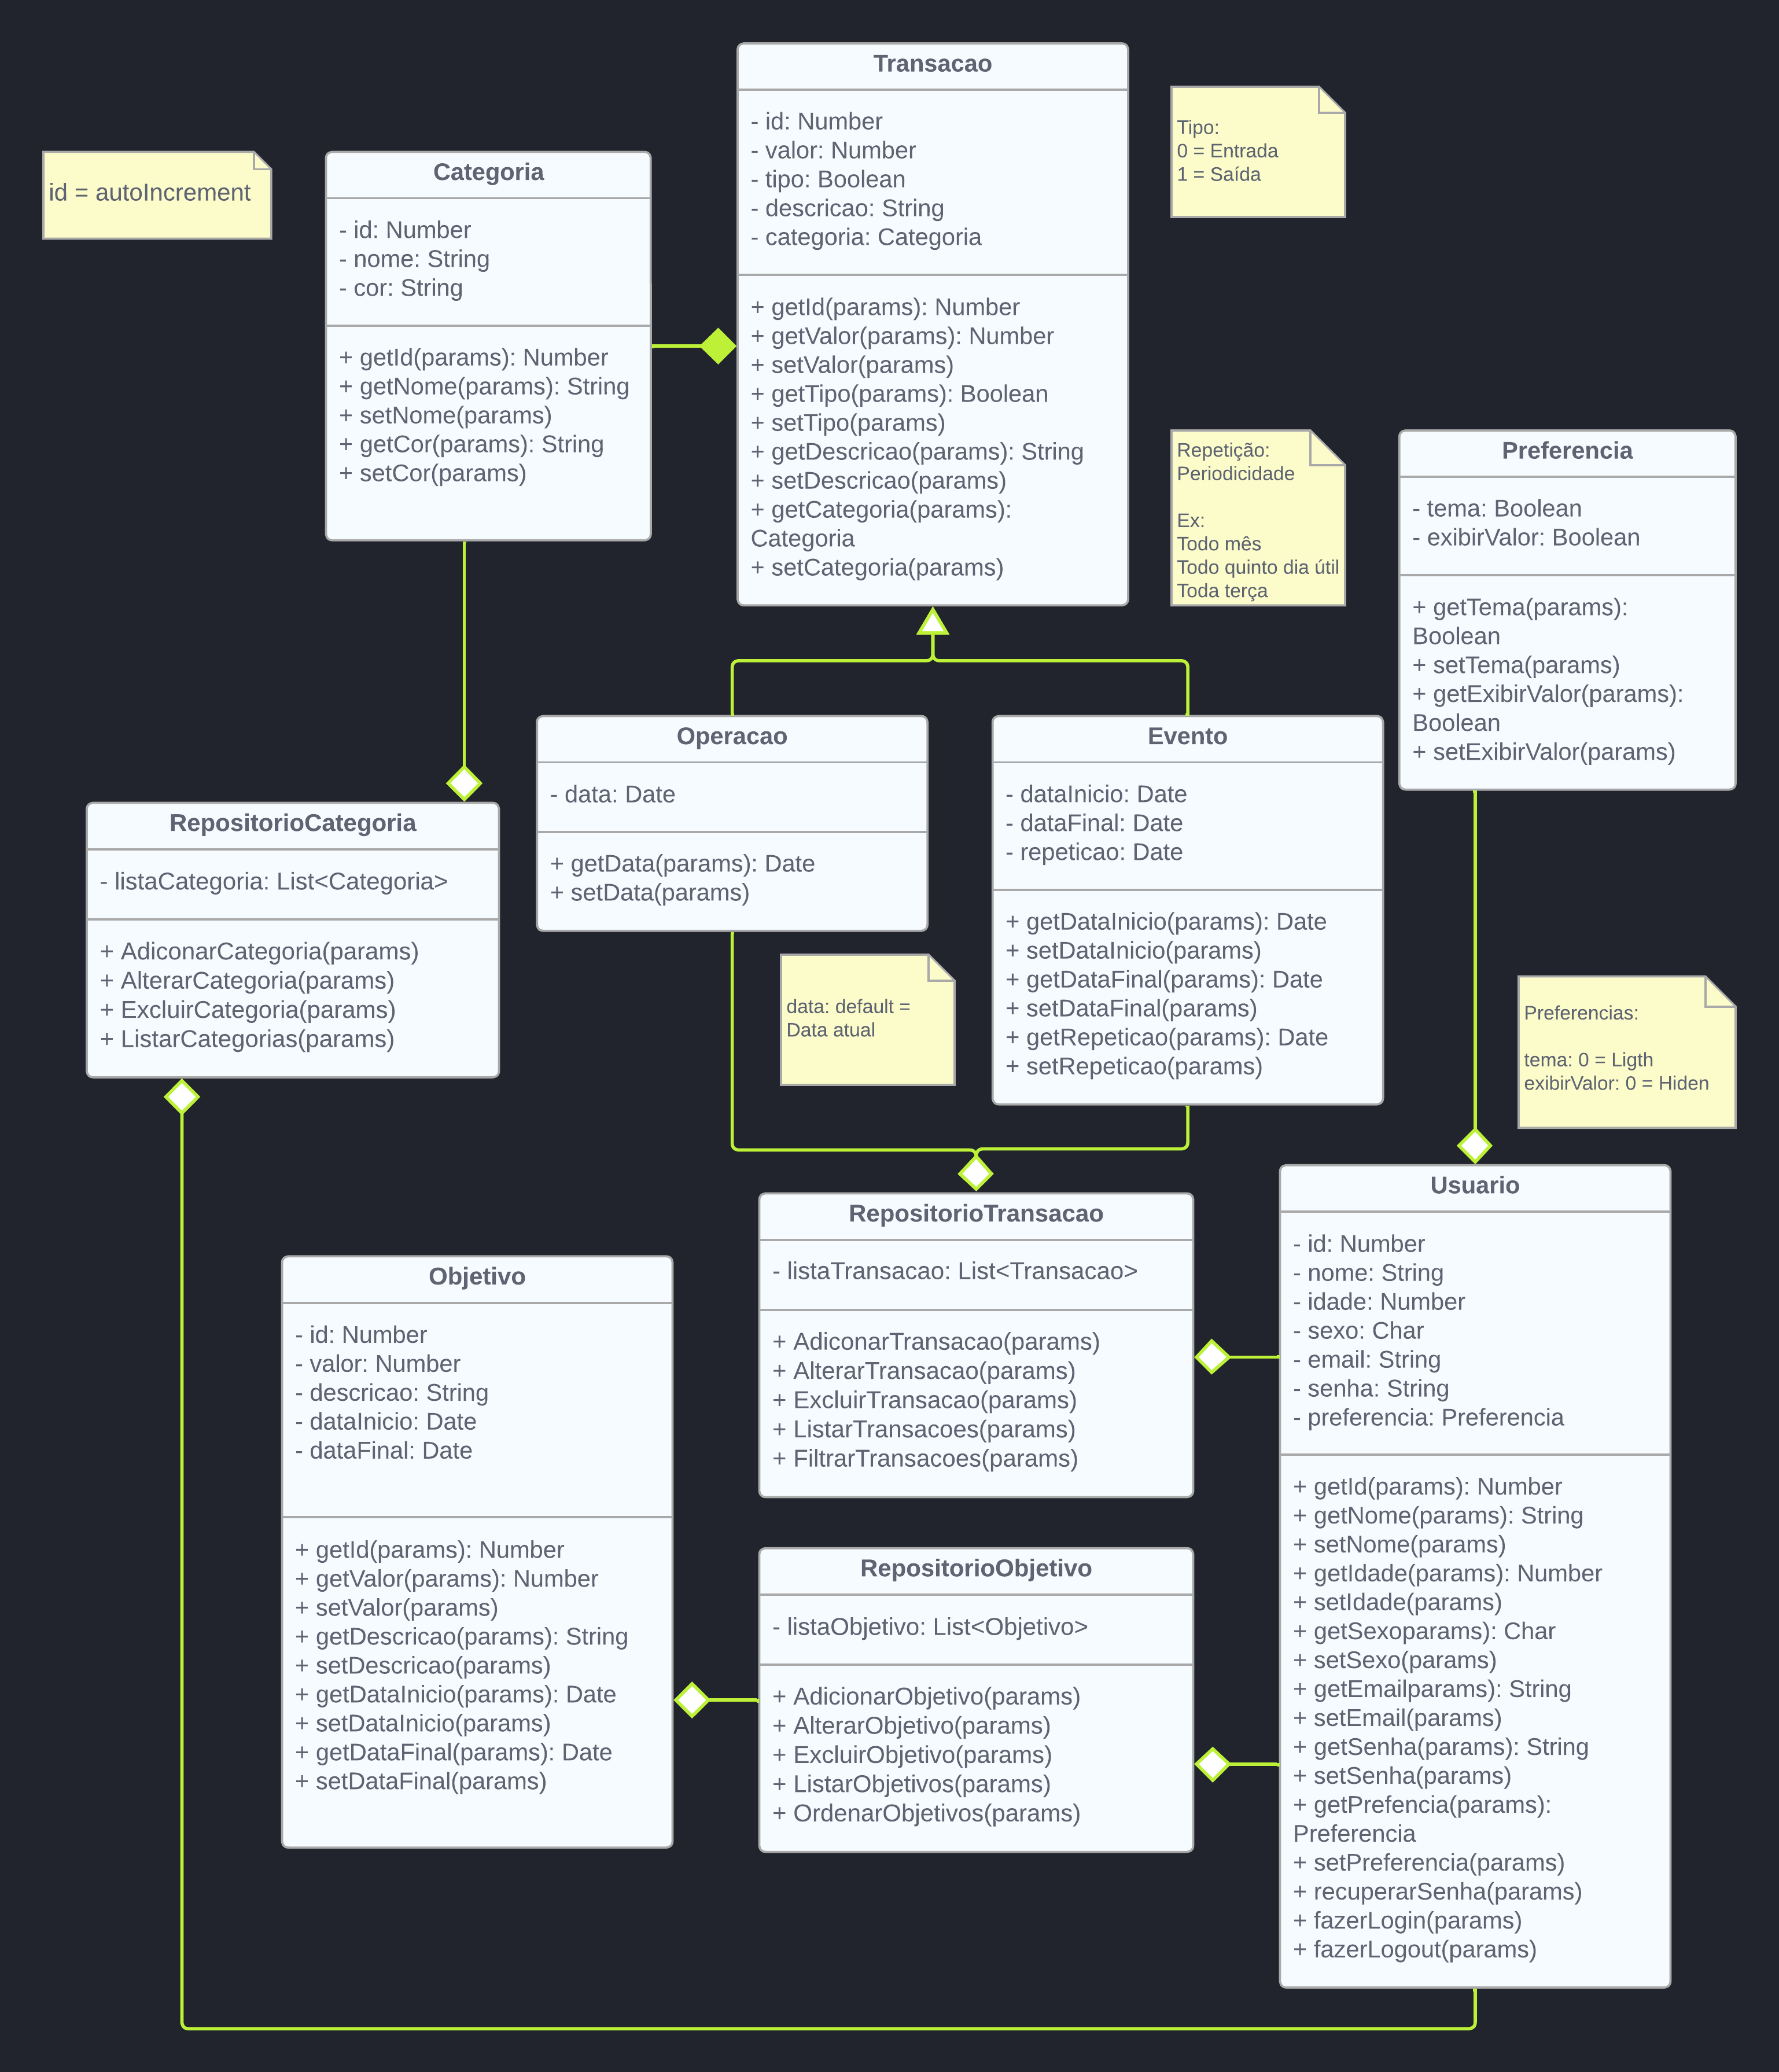 Transacao
- id: Number
- valor: Number
- tipo: Boolean
- descricao: String
- categoria: Categoria
+ getId(params): Number
+ getValor(params): Number
+ setValor(params)
+ getTipo(params): Boolean
+ setTipo(params)
+ getDescricao(params): String
+ setDescricao(params)
+ getCategoria(params):
Categoria
+ setCategoria(params)
Tipo:
0 = Entrada
1 = Saída
id = autoIncrement
Categoria
- id: Number
- nome: String
- cor: String
+ getId(params): Number
+ getNome(params): String
+ setNome(params)
+ getCor(params): String
+ setCor(params)
Repetição:
Periodicidade
Ex:
Todo mês
Todo quinto dia útil
Toda terça
Preferencia
- tema: Boolean
- exibirValor: Boolean
+ getTema(params):
Boolean
+ setTema(params)
+ getExibirValor(params):
Boolean
+ setExibirValor(params)
Operacao
- data: Date
+ getData(params): Date
+ setData(params)
Evento
- dataInicio: Date
- dataFinal: Date
- repeticao: Date
+ getDataInicio(params): Date
+ setDataInicio(params)
+ getDataFinal(params): Date
+ setDataFinal(params)
+ getRepeticao(params): Date
+ setRepeticao(params)
RepositorioCategoria
- listaCategoria: List<Categoria>
+ AdiconarCategoria(params)
+ AlterarCategoria(params)
+ ExcluirCategoria(params)
+ ListarCategorias(params)
data: default =
Data atual
Preferencias:
tema: 0 = Ligth
exibirValor: 0 = Hiden
RepositorioTransacao
- listaTransacao: List<Transacao>
+ AdiconarTransacao(params)
+ AlterarTransacao(params)
+ ExcluirTransacao(params)
+ ListarTransacoes(params)
+ FiltrarTransacoes(params)
Usuario
- id: Number
- nome: String
- idade: Number
- sexo: Char
- email: String
- senha: String
- preferencia: Preferencia
+ getId(params): Number
+ getNome(params): String
+ setNome(params)
+ getIdade(params): Number
+ setIdade(params)
+ getSexoparams): Char
+ setSexo(params)
+ getEmailparams): String
+ setEmail(params)
+ getSenha(params): String
+ setSenha(params)
+ getPrefencia(params):
Preferencia
+ setPreferencia(params)
+ recuperarSenha(params)
+ fazerLogin(params)
+ fazerLogout(params)
Objetivo
- id: Number
- valor: Number
- descricao: String
- dataInicio: Date
- dataFinal: Date
+ getId(params): Number
+ getValor(params): Number
+ setValor(params)
+ getDescricao(params): String
+ setDescricao(params)
+ getDataInicio(params): Date
+ setDataInicio(params)
+ getDataFinal(params): Date
+ setDataFinal(params)
RepositorioObjetivo
- listaObjetivo: List<Objetivo>
+ AdicionarObjetivo(params)
+ AlterarObjetivo(params)
+ ExcluirObjetivo(params)
+ ListarObjetivos(params)
+ OrdenarObjetivos(params)